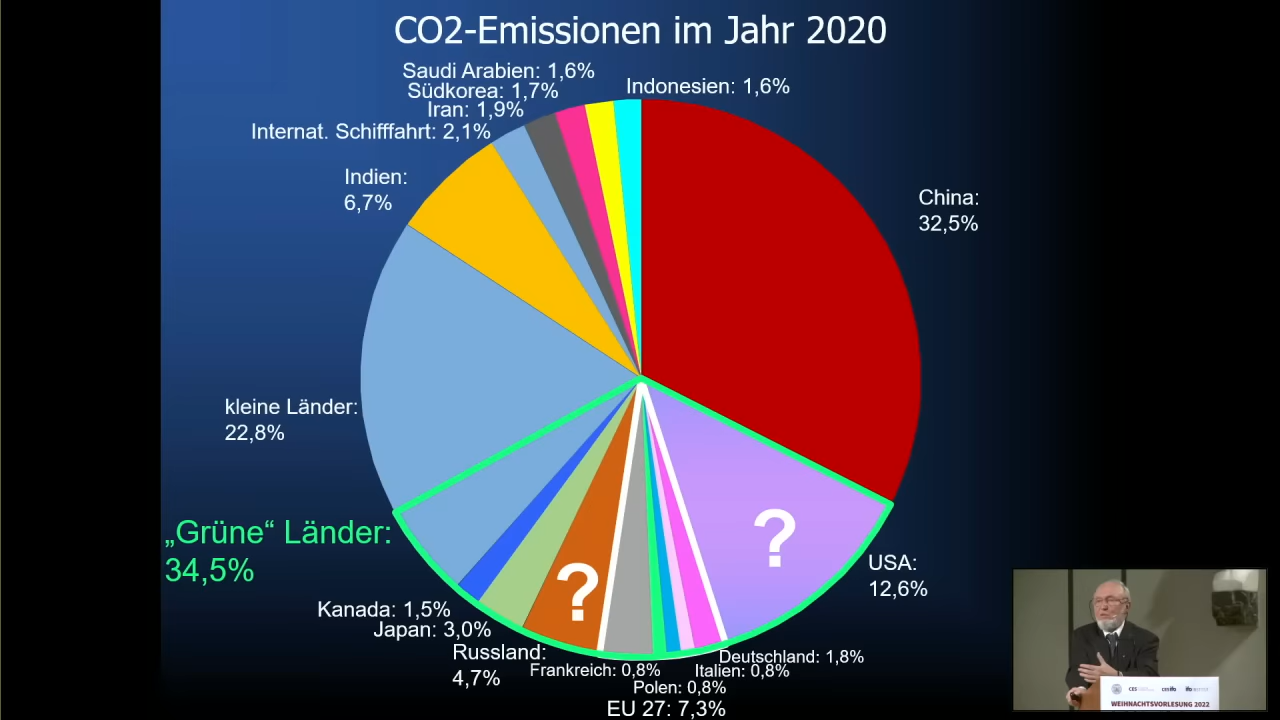 CO2-Emissionen im Jahr 2020
Saudi Arabien: 1,6%
Indonesien: 1,6%
Südkorea: 1,7%
Iran: 1,9%
Internat. Schifffahrt: 2,1%
Indien:
6,7%
China:
32,5%
kleine Länder:
22,8%
„Grüne“ Länder:
34,5%
?
?
USA:
12,6%
Kanada: 1,5%
Japan: 3,0%
Russland:
4,7%
Deutschland: 1,8%
Frankreich: 0,8%
Italien: 0,8%
Polen: 0,8%
EU 27: 7,3%
CES
ifo
WEIHNACHTSVORLESUNG 2022